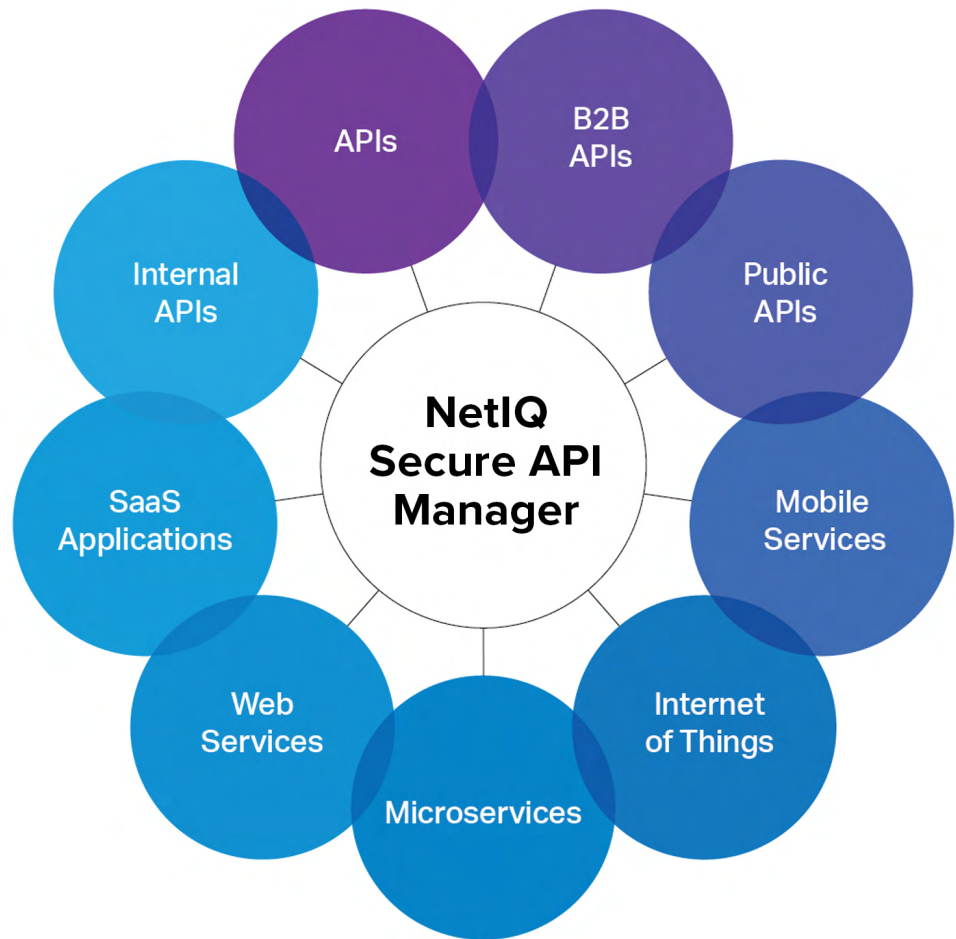 APIs
B2B
APIs
Public
APIs
Mobile
Services
Internet
of Things
Microservices
Web
Services
SaaS
Applications
Internal
APIs
NetIQ
Secure API
Manager